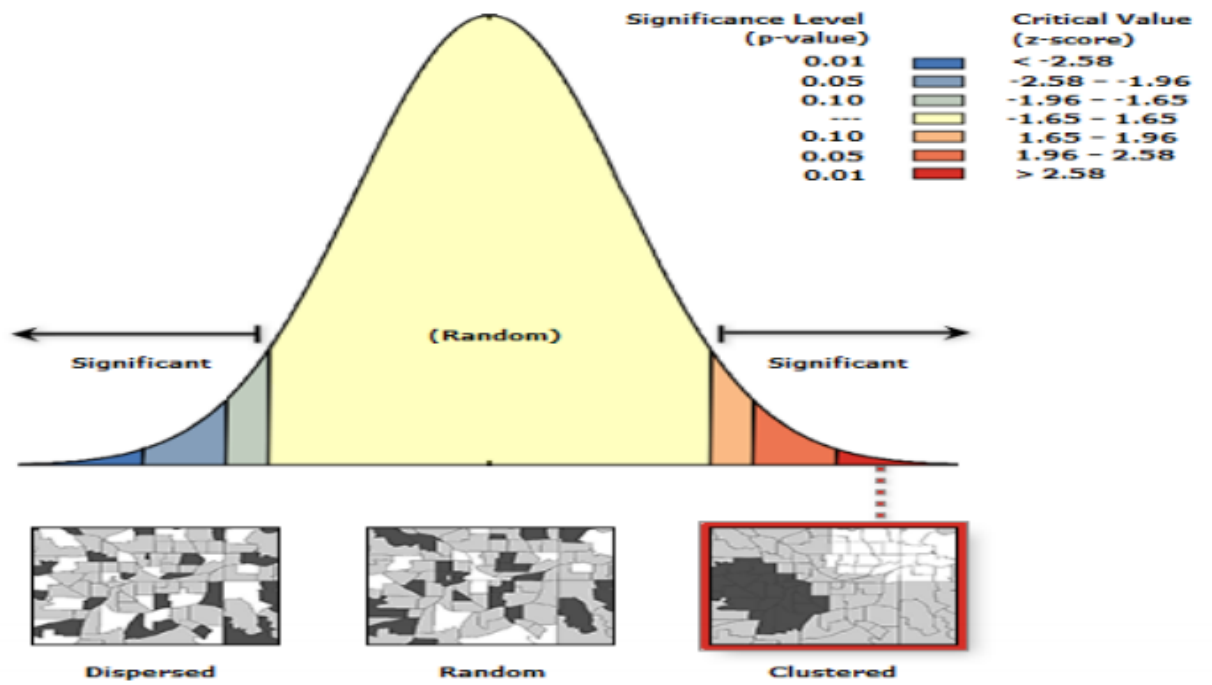 Significance Level Critical Value
(p-value) (z-score)
0.01 < -2.58
0.05 -2.58 – -1.96
0.10 -1.96 – -1.65
--- -1.65 – 1.65
0.10 1.65 – 1.96
0.05 1.96 – 2.58
0.01 > 2.58
(Random)
Significant Significant
Dispersed Random Clustered